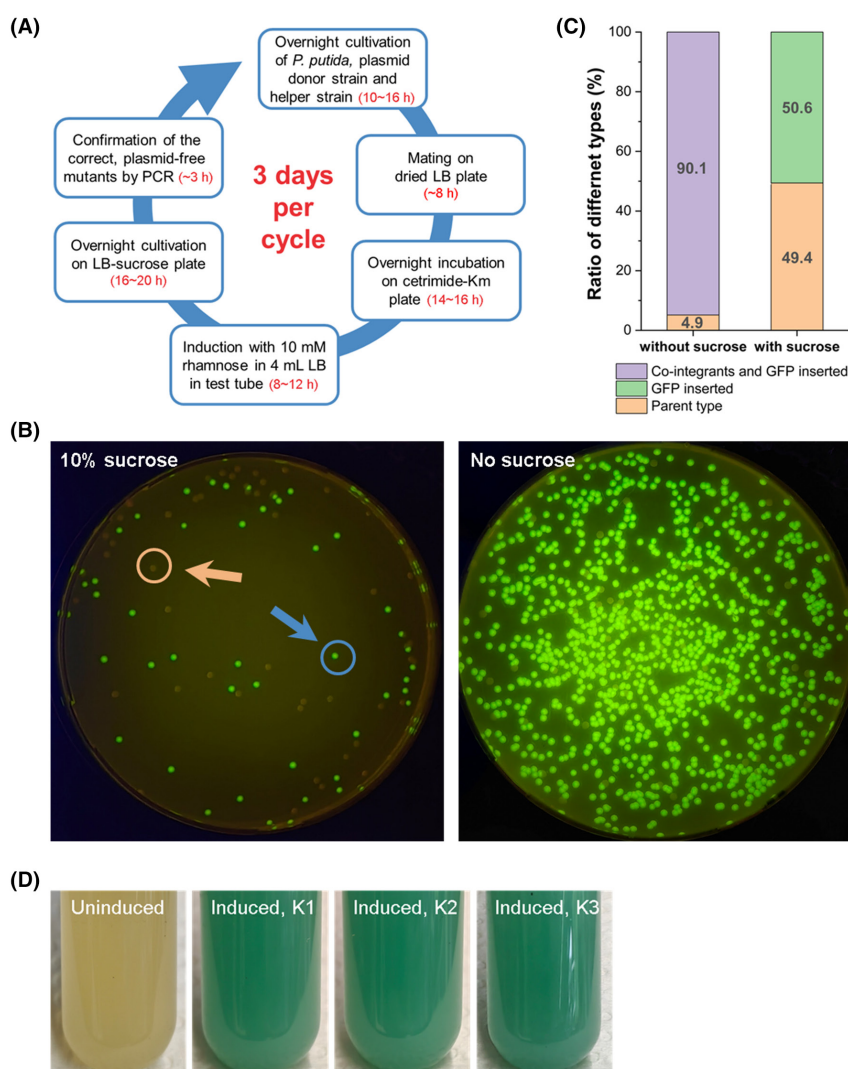 (A)
Overnight cultivation
of P. putida, plasmid
donor strain and
helper strain (10~16 h)
Mating on
dried LB plate
(~8 h)
Overnight incubation
on cetrimide-Km
plate (14~16 h)
Induction with 10 mM
rhamnose in 4 mL LB
in test tube (8~12 h)
Overnight cultivation
on LB-sucrose plate
(16~20 h)
Confirmation of the
correct, plasmid-free
mutants by PCR (~3 h)
3 days
per
cycle
(C)
Ratio of differnet types (%)
100
80
60
40
20
0
90.1
4.9
50.6
49.4
without sucrose
with sucrose
Co-integrants and GFP inserted
GFP inserted
Parent type
(B)
10% sucrose
No sucrose
(D)
Uninduced
Induced, K1
Induced, K2
Induced, K3